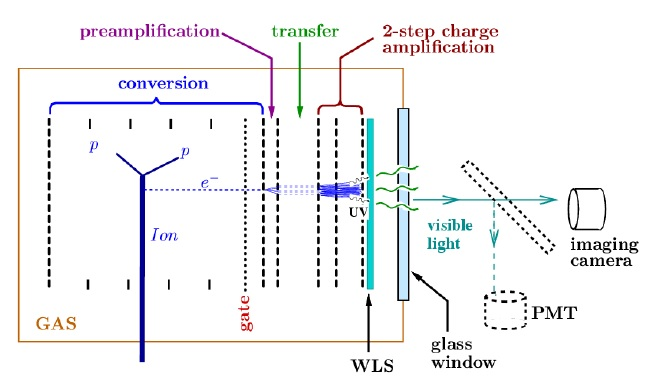 preamplification
transfer
2-step charge
amplification
conversion
p
p
e⁻
Ion
UV
visible
light
imaging
camera
GAS
gate
PMT
WLS
glass
window